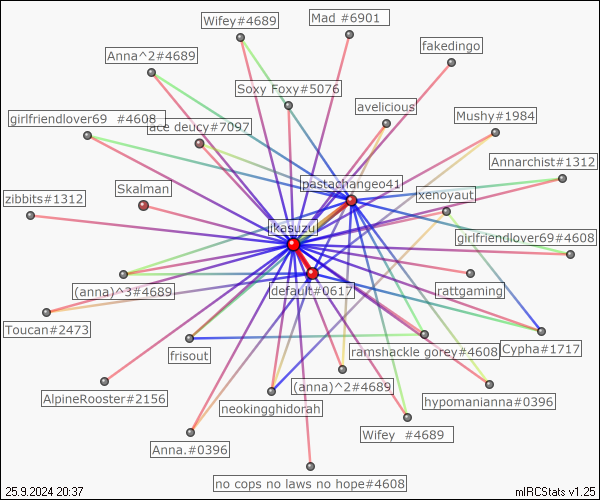 Wifey#4689
Mad #6901
fakedingo
Anna^2#4689
Soxy Foxy#5076
avelicious
girlfriendlover69  #4608
ace deucy#7097
Mushy#1984
Annarchist#1312
pastachangeo41
Skalman
xenoyaut
zibbits#1312
ikasuzu
girlfriendlover69#4608
(anna)^3#4689
default#0617
rattgaming
Toucan#2473
frisout
ramshackle gorey#4608
Cypha#1717
(anna)^2#4689
AlpineRooster#2156
neokingghidorah
hypomanianna#0396
Anna.#0396
Wifey  #4689
no cops no laws no hope#4608
25.9.2024 20:37
mIRCStats v1.25